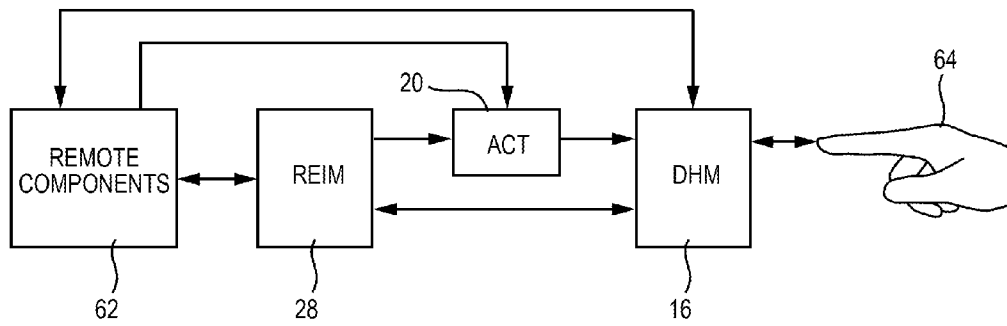 64
20
REMOTE
COMPONENTS
REIM
ACT
DHM
62
28
16